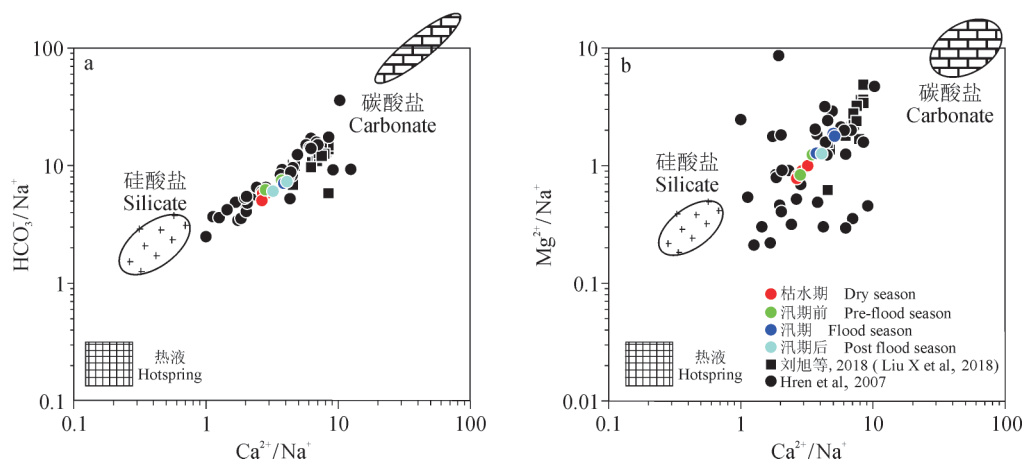 100
10
1
0.1
HCO₃⁻/Na⁺
a
碳酸盐
Carbonate
硅酸盐
Silicate
热液
Hotspring
0.1
1
10
100
Ca²⁺/Na⁺
10
1
0.1
0.01
Mg²⁺/Na⁺
b
碳酸盐
Carbonate
硅酸盐
Silicate
热液
Hotspring
枯水期 Dry season
汛期前 Pre-flood season
汛期 Flood season
汛期后 Post flood season
刘旭等, 2018 ( Liu X et al, 2018)
Hren et al, 2007
0.1
1
10
100
Ca²⁺/Na⁺